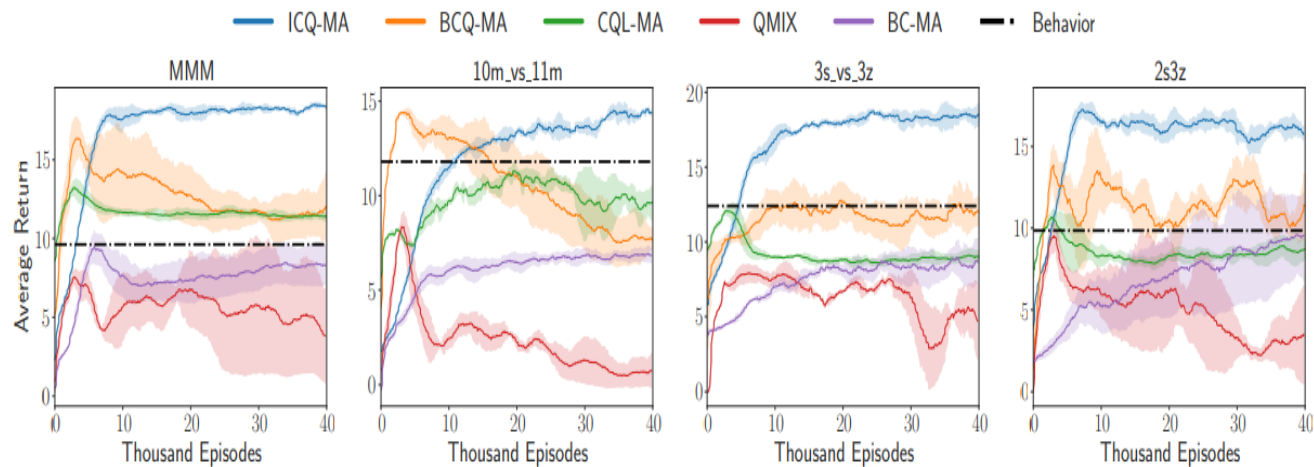 ICQ-MA BCQ-MA CQL-MA QMIX BC-MA Behavior
MMM 10m_vs_11m 3s_vs_3z 2s3z
Average Return
15
10
5
0
0 10 20 30 40
Thousand Episodes
15
10
5
0
0 10 20 30 40
Thousand Episodes
20
15
10
5
0
0 10 20 30 40
Thousand Episodes
15
10
5
0
0 10 20 30 40
Thousand Episodes